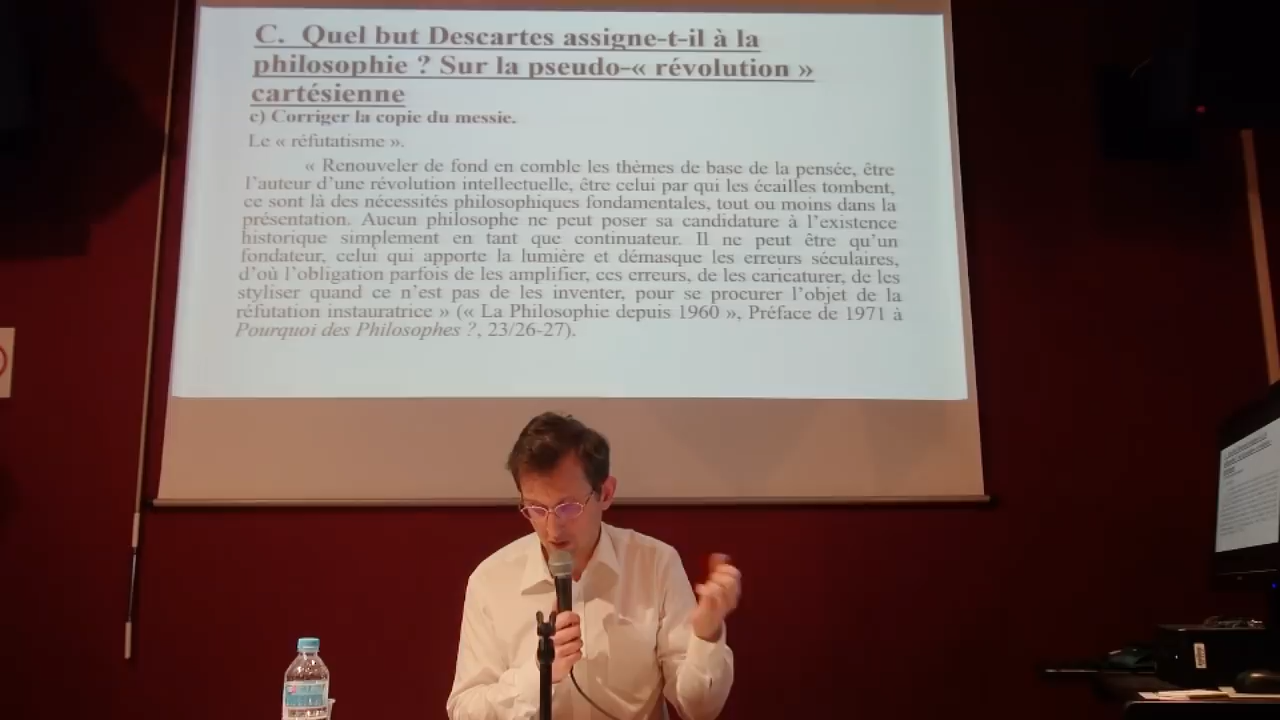 C. Quel but Descartes assigne-t-il à la
philosophie ? Sur la pseudo-« révolution »
cartésienne
c) Corriger la copie du messie.
Le « réfutatisme ».
« Renouveler de fond en comble les thèmes de base de la pensée, être
l'auteur d'une révolution intellectuelle, être celui par qui les écailles tombent,
ce sont là des nécessités philosophiques fondamentales, tout ou moins dans la
présentation. Aucun philosophe ne peut poser sa candidature à l'existence
historique simplement en tant que continuateur. Il ne peut être qu'un
fondateur, celui qui apporte la lumière et démasque les erreurs séculaires,
d'où l'obligation parfois de les amplifier, ces erreurs, de les caricaturer, de les
styliser quand ce n'est pas de les inventer, pour se procurer l'objet de la
réfutation instauratrice » (« La Philosophie depuis 1960 », Préface de 1971 à
Pourquoi des Philosophes ?, 23/26-27).